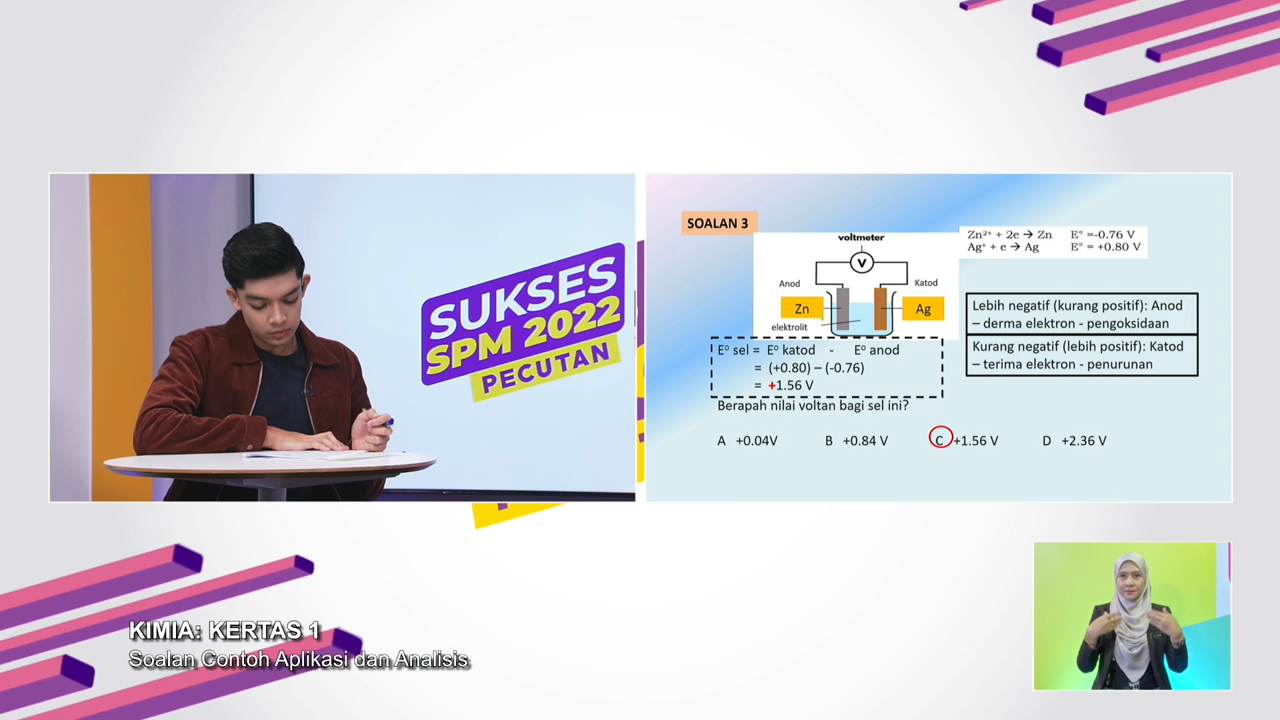 SUKSES
SPM 2022
PECUTAN
SOALAN 3
voltmeter
V
Anod
Katod
Zn
Ag
elektrolit
Zn²⁺ + 2e → Zn E° =-0.76 V
Ag⁺ + e → Ag E° = +0.80 V
Lebih negatif (kurang positif): Anod
– derma elektron - pengoksidaan
Kurang negatif (lebih positif): Katod
– terima elektron - penurunan
E° sel = E° katod - E° anod
= (+0.80) – (-0.76)
= +1.56 V
Berapah nilai voltan bagi sel ini?
A +0.04V B +0.84 V C +1.56 V D +2.36 V
KIMIA: KERTAS 1
Soalan Contoh Aplikasi dan Analisis